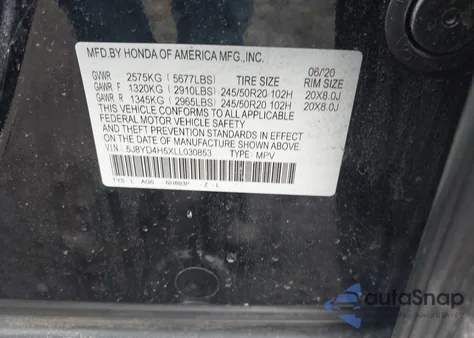 MFD.BY HONDA OF AMERICA MFG.,INC.
06/20
GVWR 2575KG (5677LBS) TIRE SIZE RIM SIZE
GAWR F 1320KG (2910LBS) 245/50R20 102H 20X8.0J
GAWR R 1345KG (2965LBS) 245/50R20 102H 20X8.0J
THIS VEHICLE CONFORMS TO ALL APPLICABLE
FEDERAL MOTOR VEHICLE SAFETY AND
THEFT PREVENTION STANDARDS IN EFFECT
ON THE DATE OF MANUFACTURE SHOWN ABOVE.
V.I.N.: 5J8YD4H5XLL030853 TYPE: MPV
TY5 L AO6 NH893P -Z-L
autoSnap